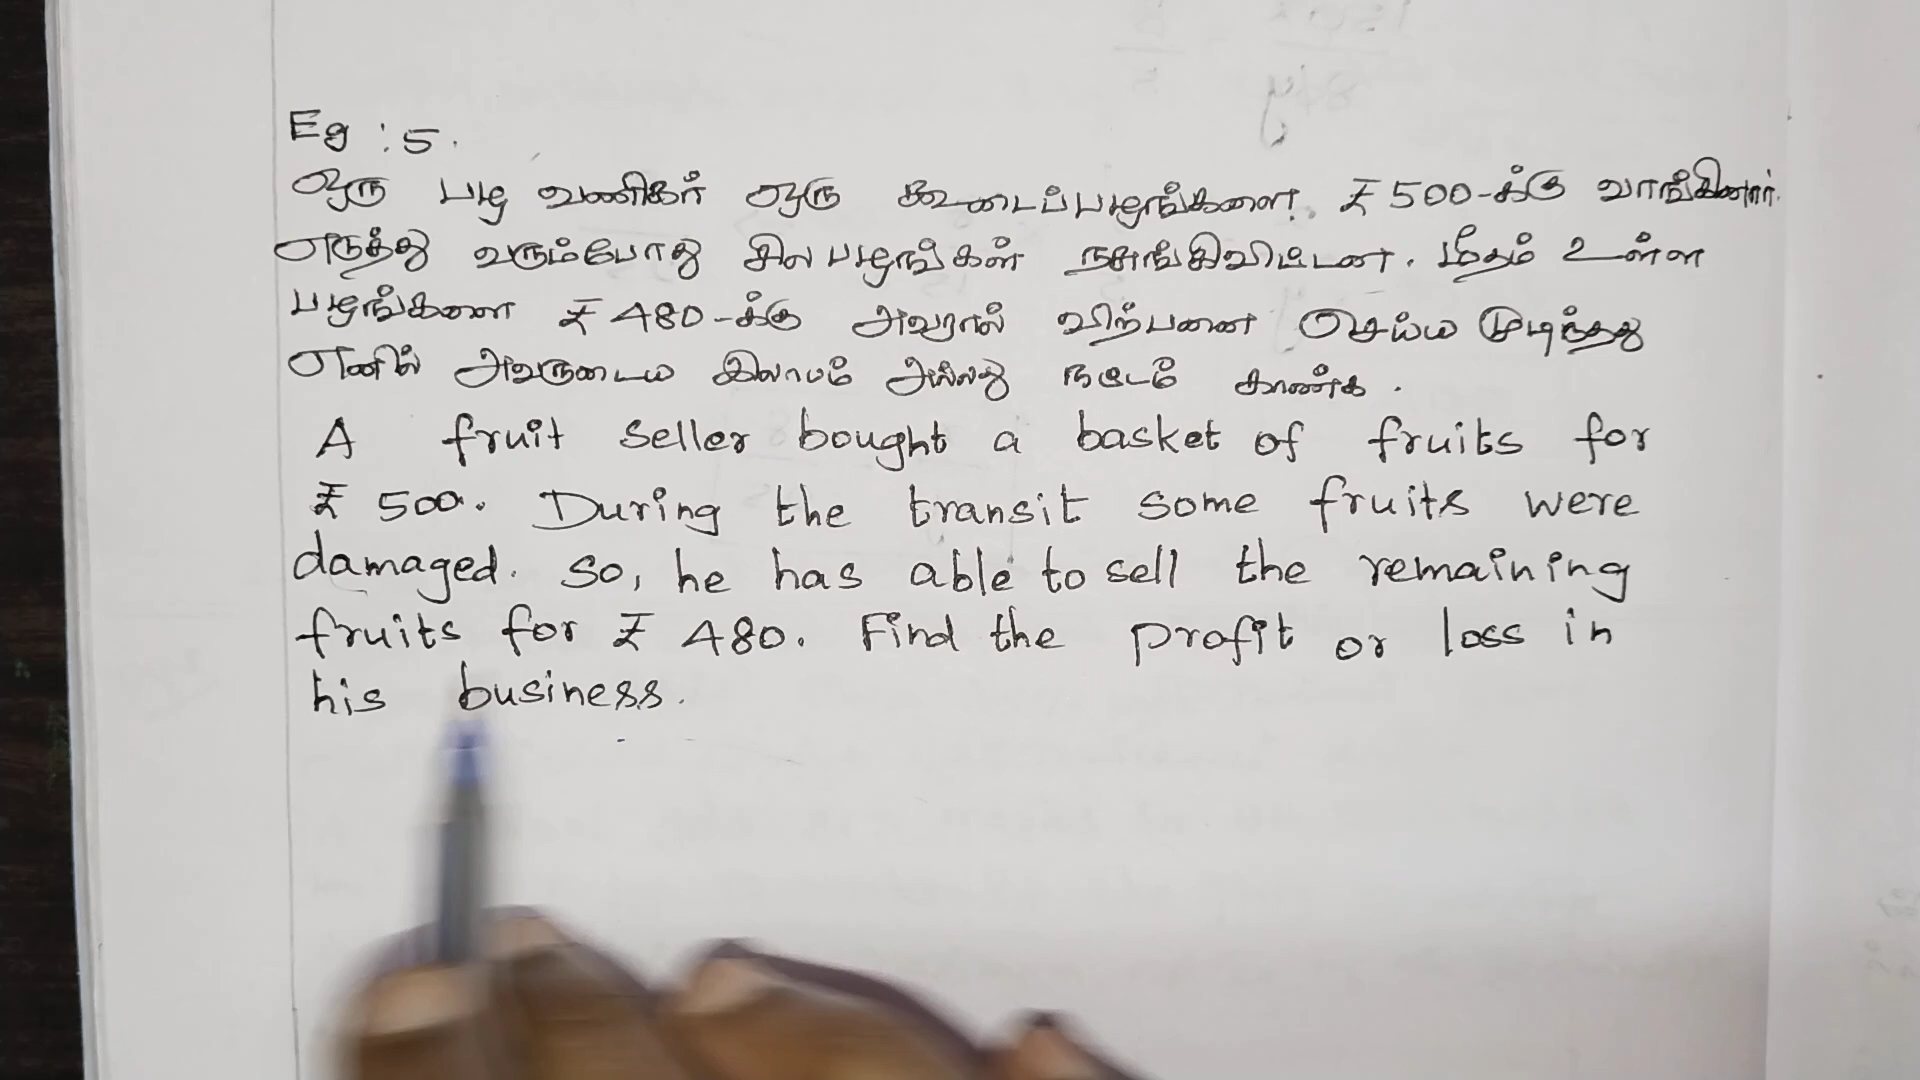 Eg : 5.
ஒரு பழ வணிகர் ஒரு கூடைப்பழங்களை ₹ 500-க்கு வாங்கினார்.
எடுத்து வரும்போது சில பழங்கள் நசுங்கிவிட்டன. மீதம் உள்ள
பழங்களை ₹ 480-க்கு அவரால் விற்பனை செய்ய முடிந்தது
எனில் அவருடைய இலாபம் அல்லது நட்டம் காண்க.
A fruit seller bought a basket of fruits for
₹ 500. During the transit some fruits were
damaged. So, he has able to sell the remaining
fruits for ₹ 480. Find the profit or loss in
his business.